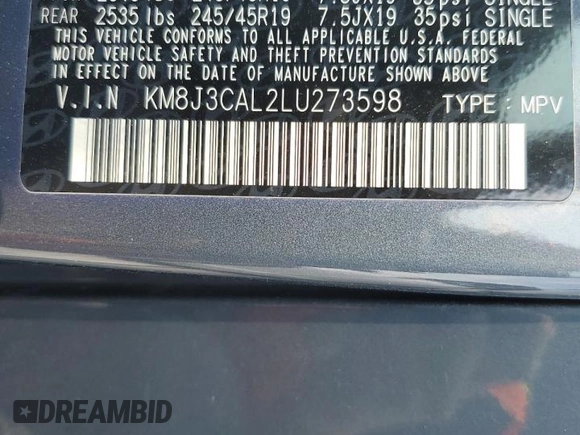 REAR 2535 lbs 245/45R19 7.5JX19 35psi SINGLE
THIS VEHICLE CONFORMS TO ALL APPLICABLE U.S.A. FEDERAL
MOTOR VEHICLE SAFETY, BUMPER, AND THEFT PREVENTION STANDARDS
IN EFFECT ON THE DATE OF MANUFACTURE SHOWN ABOVE.
V.I.N KM8J3CAL2LU273598 TYPE : MPV
DREAMBID